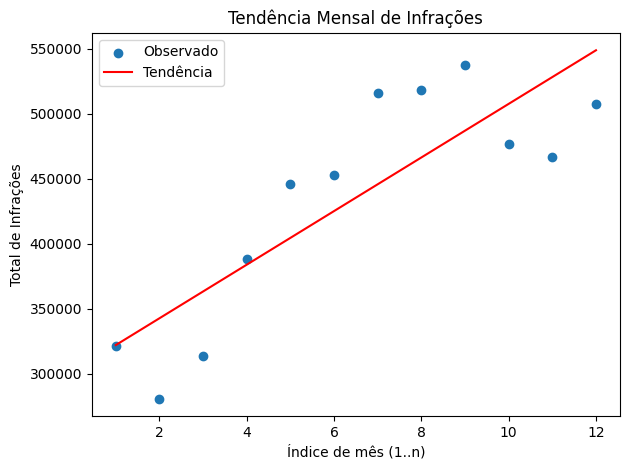 Tendência Mensal de Infrações
Observado
Tendência
Total de Infrações
550000
500000
450000
400000
350000
300000
2 4 6 8 10 12
Índice de mês (1..n)